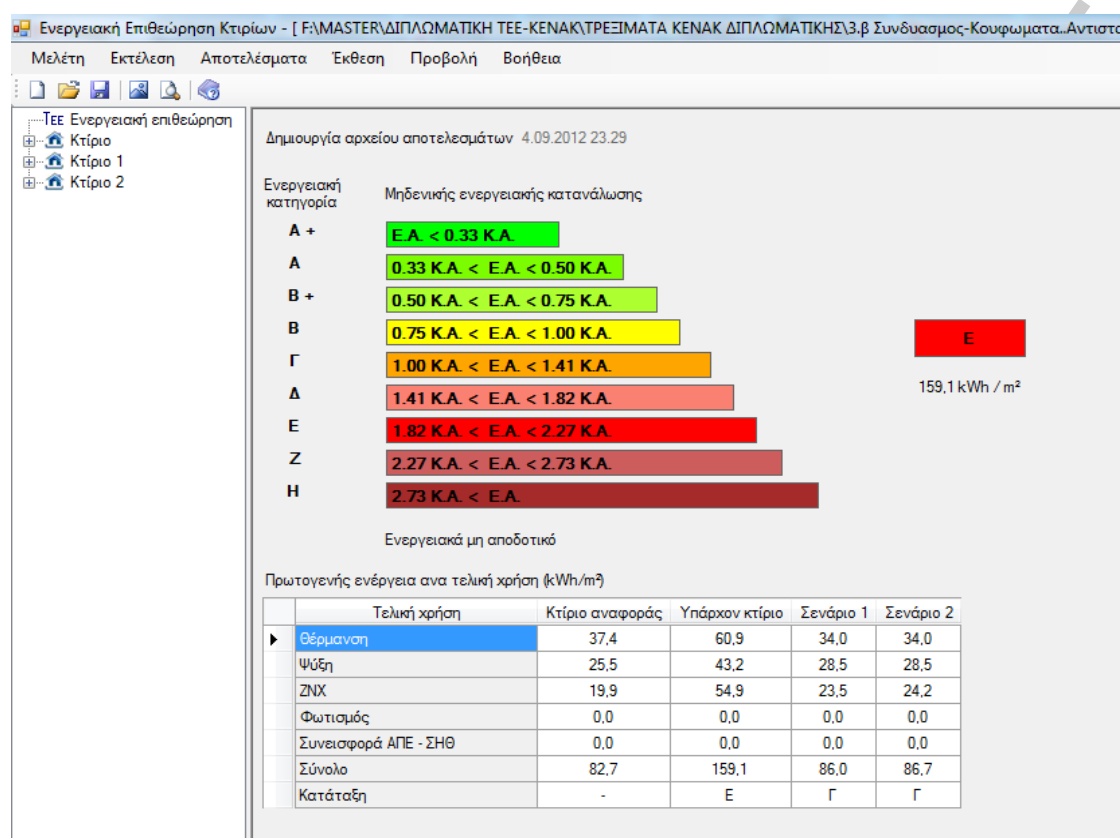 Ενεργειακή Επιθεώρηση Κτιρίων - [ F:\MASTER\ΔΙΠΛΩΜΑΤΙΚΗ ΤΕΕ-ΚΕΝΑΚ\ΤΡΕΞΙΜΑΤΑ ΚΕΝΑΚ ΔΙΠΛΩΜΑΤΙΚΗΣ\3.β Συνδυασμος-Κουφωματα..Αντιστα
Μελέτη Εκτέλεση Αποτελέσματα Έκθεση Προβολή Βοήθεια
ΤΕΕ Ενεργειακή επιθεώρηση
Κτίριο
Κτίριο 1
Κτίριο 2
Δημιουργία αρχείου αποτελεσμάτων 4.09.2012 23.29
Ενεργειακή κατηγορία
Μηδενικής ενεργειακής κατανάλωσης
Α + Ε.Α. < 0.33 Κ.Α.
Α 0.33 Κ.Α. < Ε.Α. < 0.50 Κ.Α.
Β + 0.50 Κ.Α. < Ε.Α. < 0.75 Κ.Α.
Β 0.75 Κ.Α. < Ε.Α. < 1.00 Κ.Α.
Γ 1.00 Κ.Α. < Ε.Α. < 1.41 Κ.Α.
Δ 1.41 Κ.Α. < Ε.Α. < 1.82 Κ.Α.
Ε 1.82 Κ.Α. < Ε.Α. < 2.27 Κ.Α.
Ζ 2.27 Κ.Α. < Ε.Α. < 2.73 Κ.Α.
Η 2.73 Κ.Α. < Ε.Α.
Ε
159,1 kWh / m²
Ενεργειακά μη αποδοτικό
Πρωτογενής ενέργεια ανα τελική χρήση (kWh/m²)
Τελική χρήση Κτίριο αναφοράς Υπάρχον κτίριο Σενάριο 1 Σενάριο 2
Θέρμανση 37,4 60,9 34,0 34,0
Ψύξη 25,5 43,2 28,5 28,5
ΖΝΧ 19,9 54,9 23,5 24,2
Φωτισμός 0,0 0,0 0,0 0,0
Συνεισφορά ΑΠΕ - ΣΗΘ 0,0 0,0 0,0 0,0
Σύνολο 82,7 159,1 86,0 86,7
Κατάταξη - Ε Γ Γ